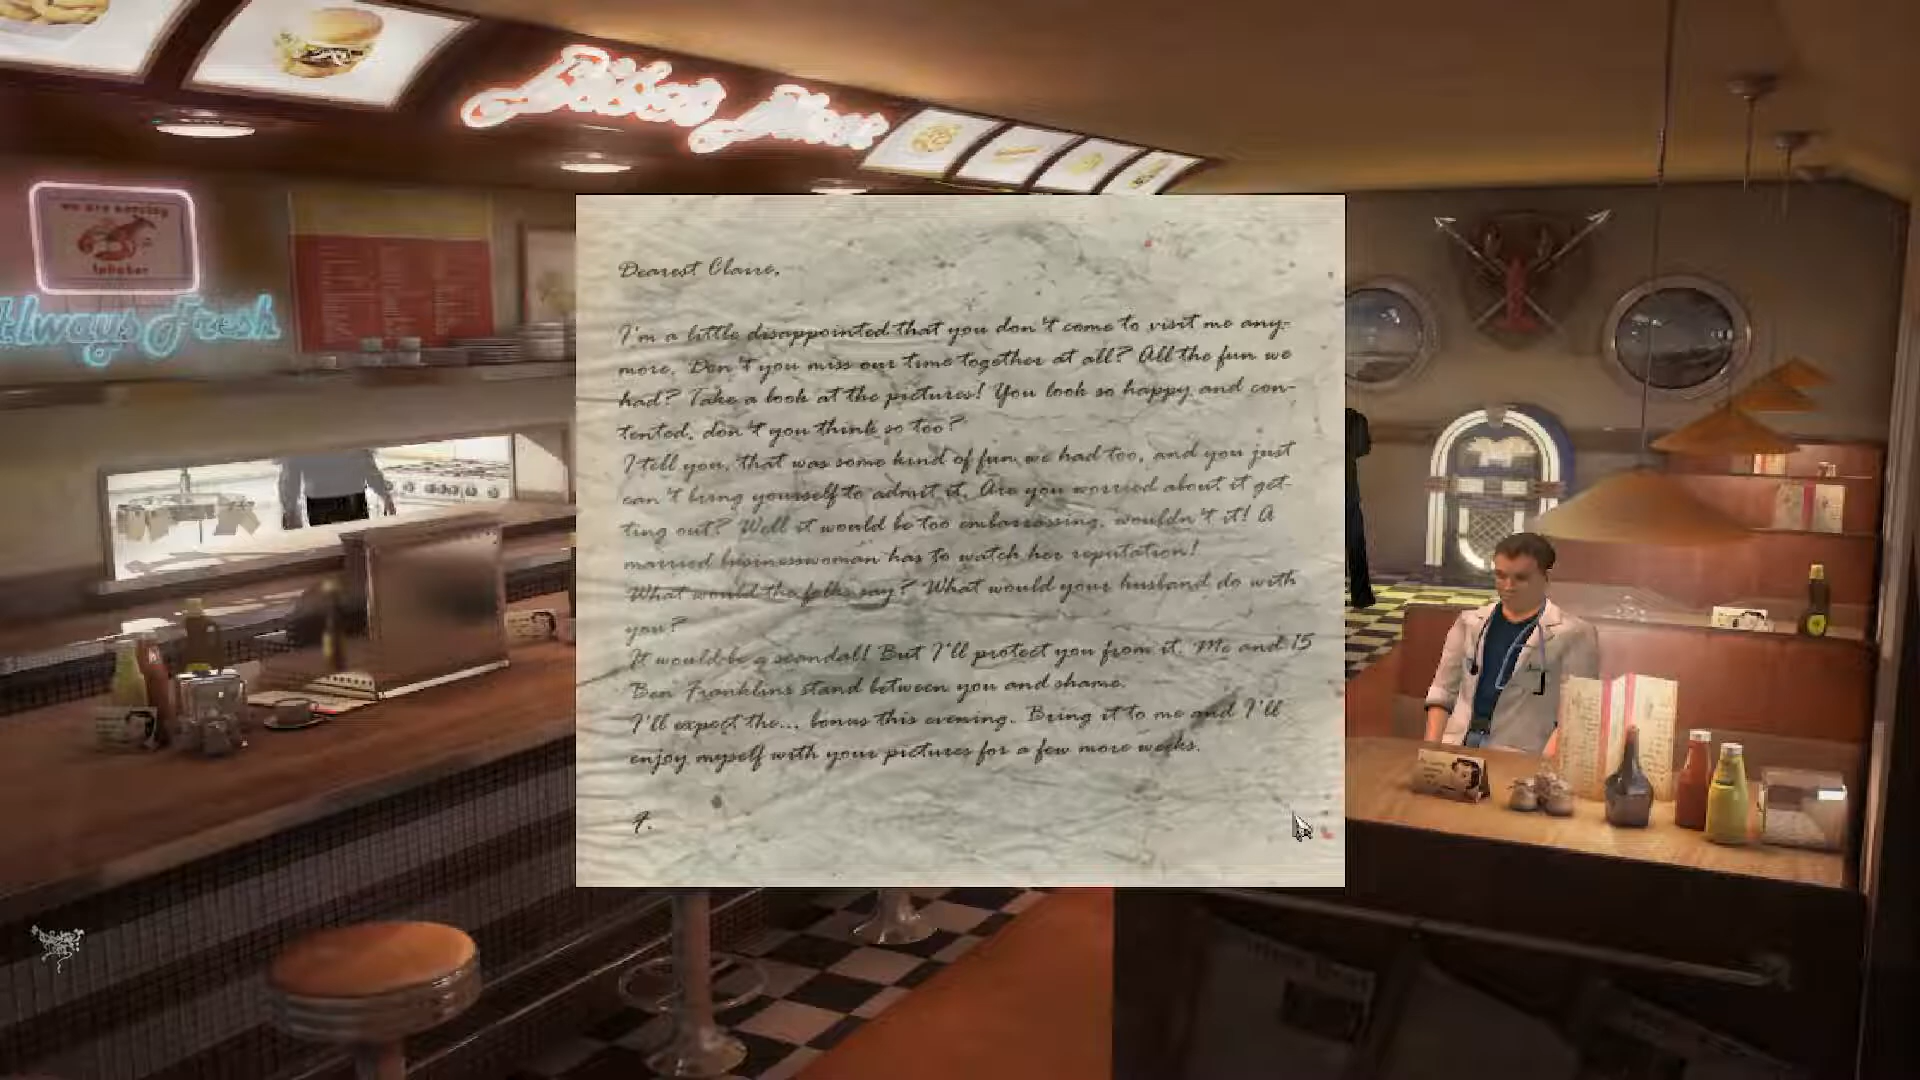 we are serving
lobster
Always Fresh
Dearest Claire,
I'm a little disappointed that you don't come to visit me any-
more. Don't you miss our time together at all? All the fun we
had? Take a look at the pictures! You look so happy and con-
tented, don't you think so too?
I tell you, that was some kind of fun we had too, and you just
can't bring yourself to admit it. Are you worried about it get-
ting out? Well it would be too embarrassing, wouldn't it! A
married businesswoman has to watch her reputation!
What would the folks say? What would your husband do with
you?
It would be a scandal! But I'll protect you from it. Me and 15
Ben Franklins stand between you and shame.
I'll expect the... bonus this evening. Bring it to me and I'll
enjoy myself with your pictures for a few more weeks.
F.